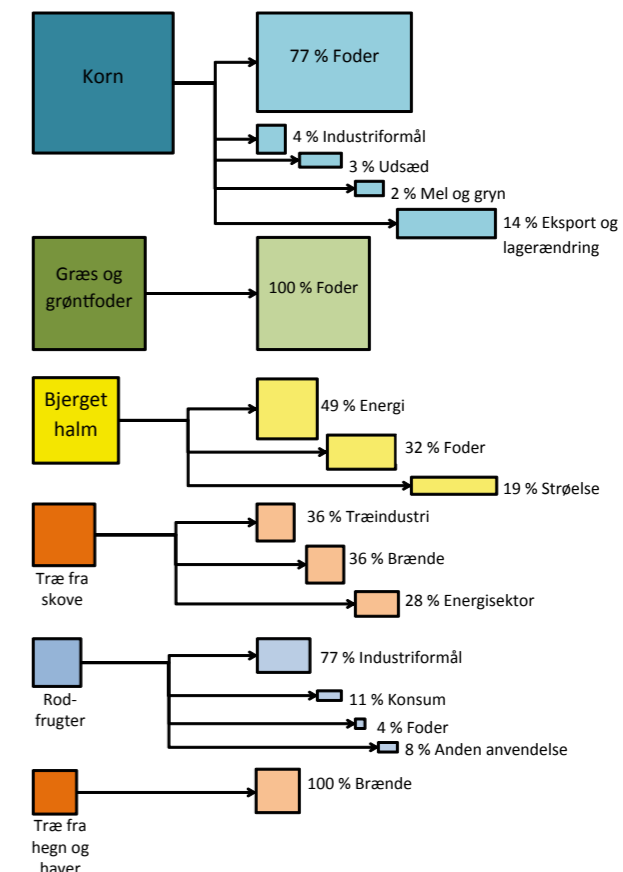 Korn
77 % Foder
4 % Industriformål
3 % Udsæd
2 % Mel og gryn
14 % Eksport og
lagerændring
Græs og
grøntfoder
100 % Foder
Bjerget
halm
49 % Energi
32 % Foder
19 % Strøelse
Træ fra
skove
36 % Træindustri
36 % Brænde
28 % Energisektor
Rod-
frugter
77 % Industriformål
11 % Konsum
4 % Foder
8 % Anden anvendelse
Træ fra
hegn og
haver
100 % Brænde